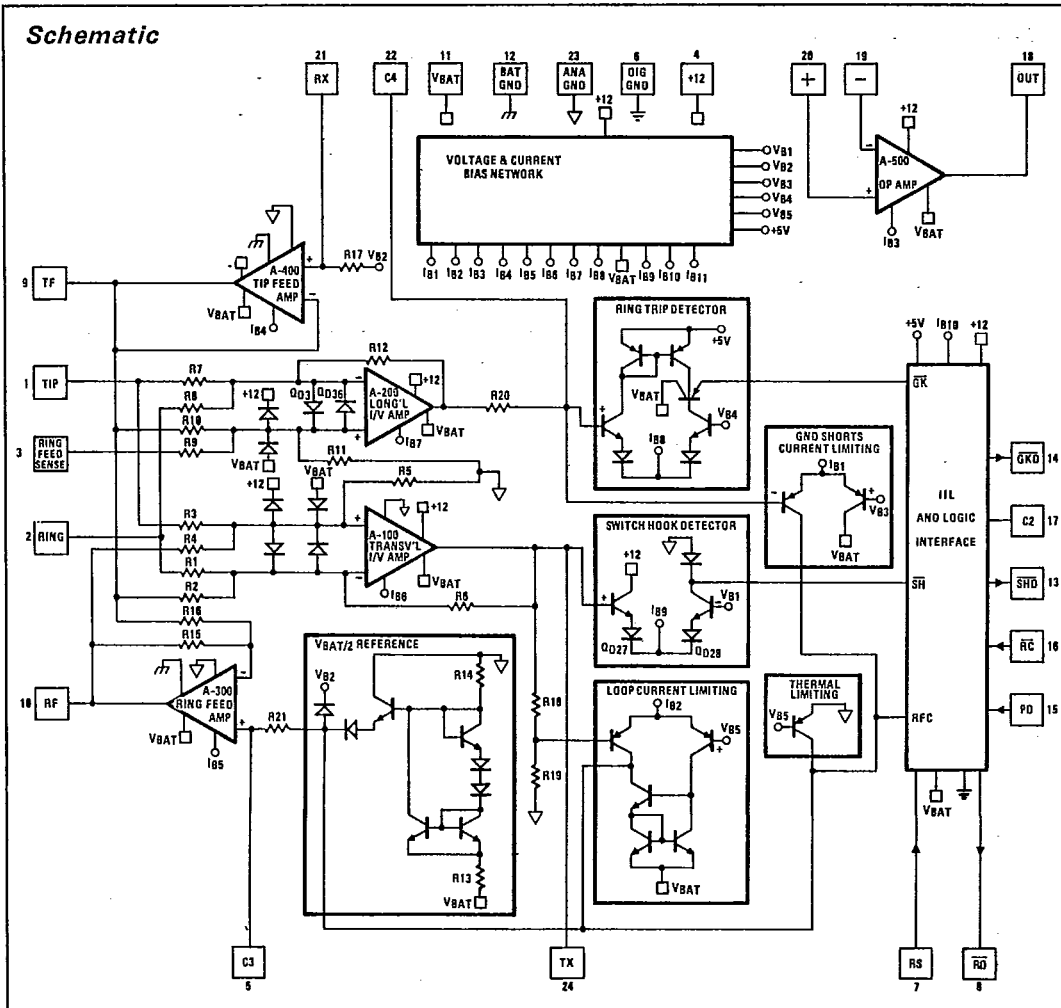 Schematic
21 22 11 12 23 6 4 20 19 18
RX C4 VBAT BAT GND ANA GND DIG GND +12 + − OUT
+12
VOLTAGE & CURRENT
BIAS NETWORK
VB1
VB2
VB3
VB4
VB5
+5V
IB1 IB2 IB3 IB4 IB5 IB6 IB7 IB8 VBAT IB9 IB10 IB11
+12
−
A-500
OP AMP
+
VBAT
IB3
R17 VB2
+
A-400
TIP FEED
AMP
−
-
VBAT
IB4
9 TF
RING TRIP DETECTOR
+5V
VBAT
+
VB4
IB8
+5V IB10 +12
GK
R12
1 TIP
R7
R8
R10
R9
+12
VBAT
QD3 QD36
−
A-200
LONG'L
I/V AMP
+
+12
IB7
VBAT
R20
3 RING FEED SENSE
R11
R5
GND SHORTS
CURRENT LIMITING
IB1
−
+
VB3
VBAT
IIL
AND LOGIC
INTERFACE
GKD 14
C2 17
SHD 13
RC 16
PD 15
+12 VBAT
2 RING
R3
R4
R1
R2
R16
R15
+
A-100
TRANSV'L
I/V AMP
−
+12
VBAT
IB6
R6
SWITCH HOOK DETECTOR
+12
+
IB9
−
VB1
QD27 QD28
SH
VBAT/2 REFERENCE
VB2
R14
R13
VBAT
10 RF
−
A-300
RING FEED
AMP
+
VBAT
IB5
R21
R18
R19
LOOP CURRENT LIMITING
IB2
−
VB5
+
VBAT
THERMAL
LIMITING
VB5
RFC
VBAT
C3
5
TX
24
RS
7
RD
8